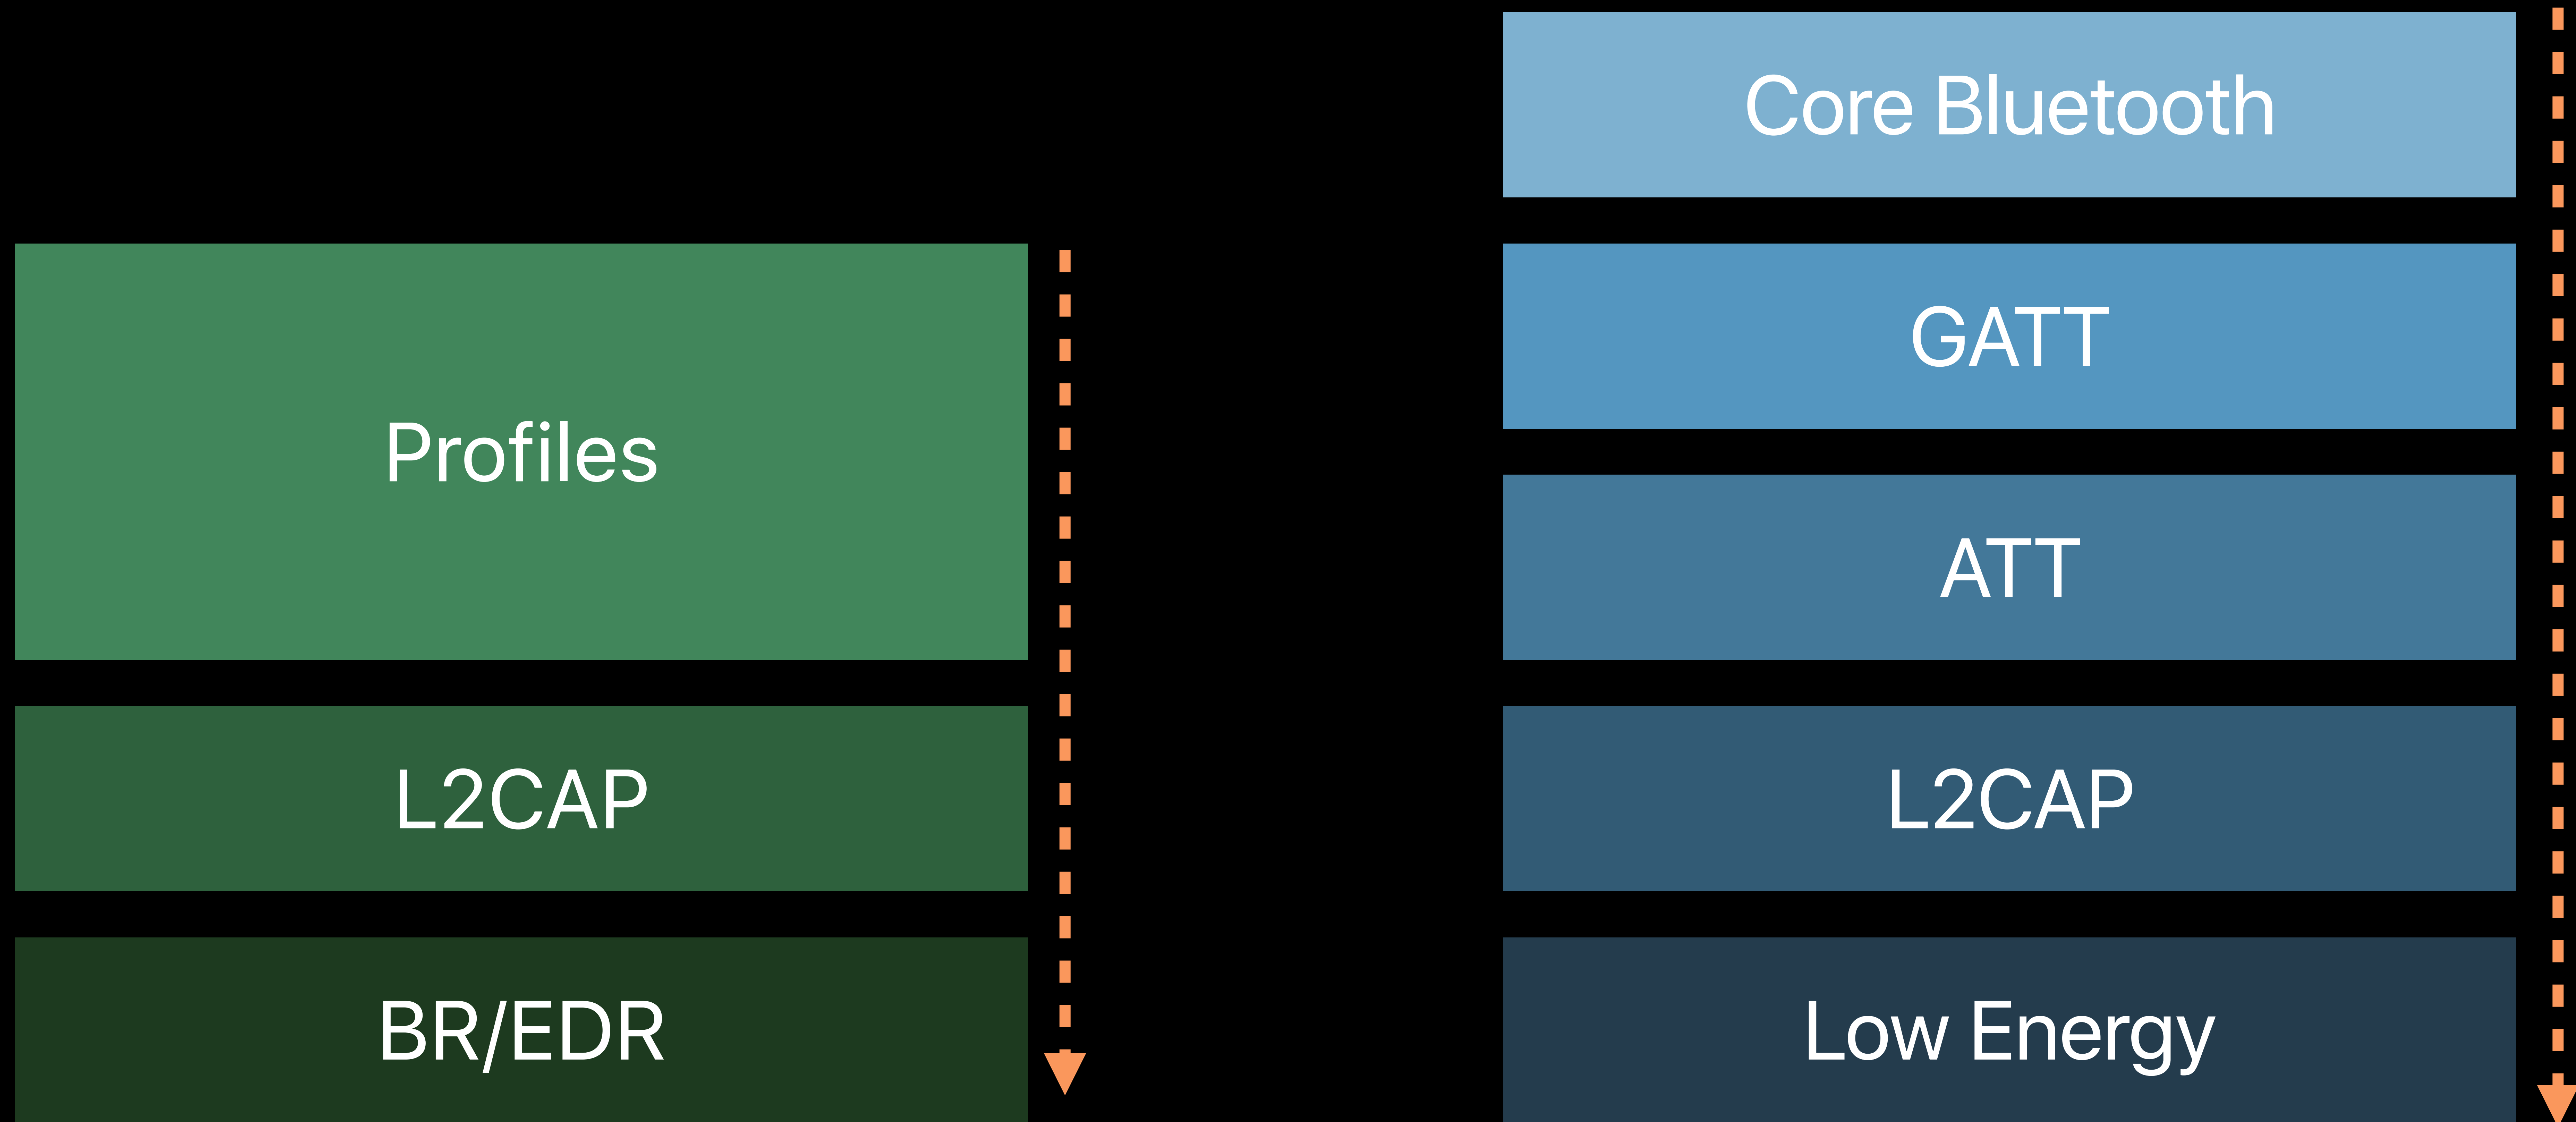 Core Bluetooth
Profiles
GATT
ATT
L2CAP
L2CAP
BR/EDR
Low Energy